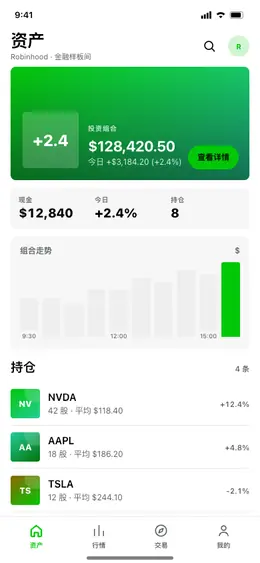 9:41
资产
Robinhood · 金融样板间
R
+2.4
投资组合
$128,420.50
今日 +$3,184.20 (+2.4%)
查看详情
现金
今日
持仓
$12,840
+2.4%
8
组合走势
$
9:30
12:00
15:00
持仓
4 条
NV
NVDA
42 股 · 平均 $118.40
+12.4%
AA
AAPL
18 股 · 平均 $186.20
+4.8%
TS
TSLA
12 股 · 平均 $244.10
-2.1%
资产
行情
交易
我的